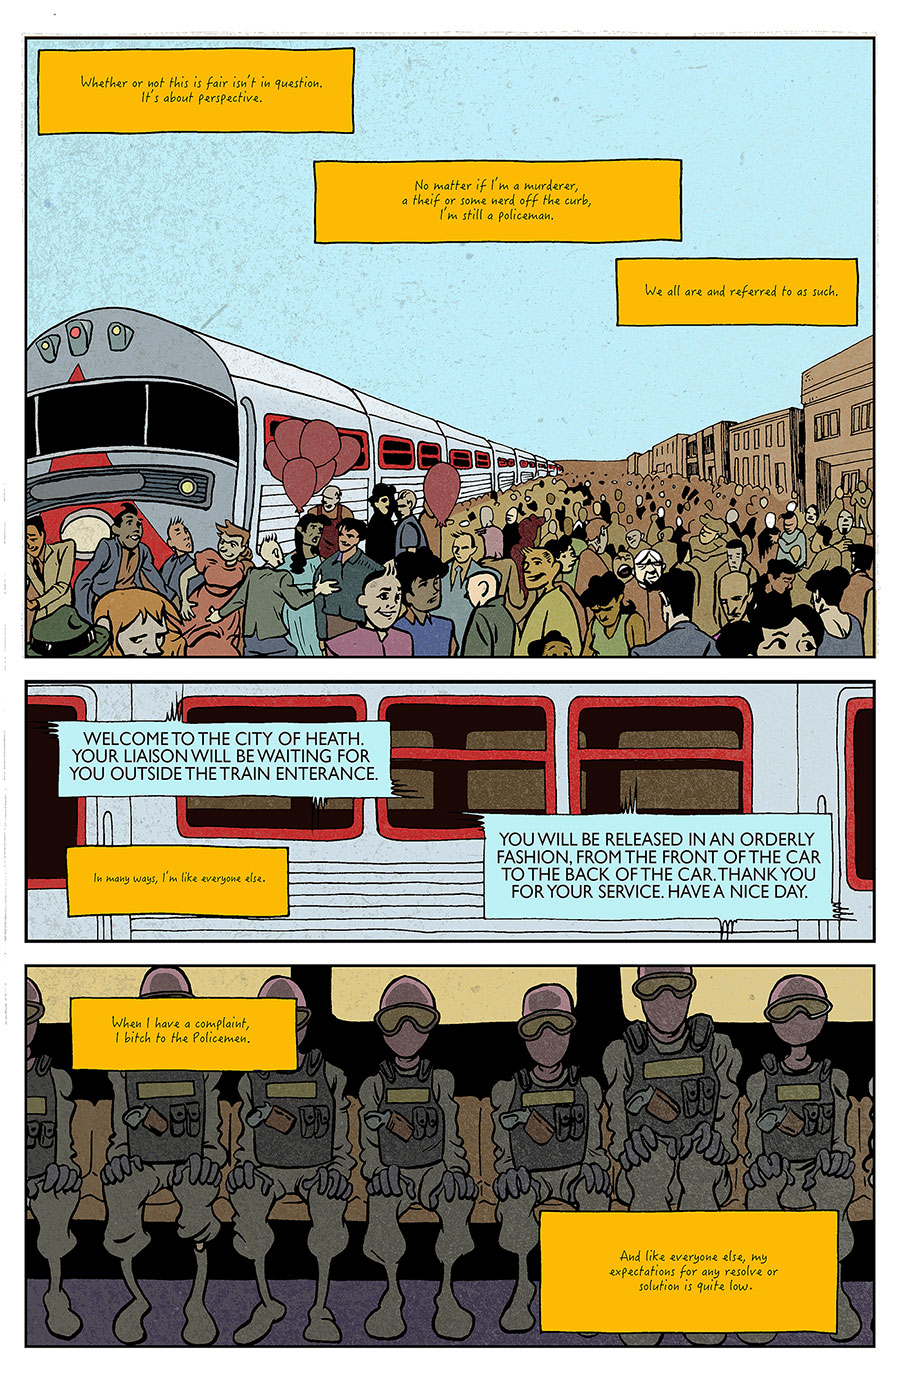 Whether or not this is fair isn't in question.
It's about perspective.
No matter if I'm a murderer,
a theif or some nerd off the curb,
I'm still a policeman.
We all are and referred to as such.
WELCOME TO THE CITY OF HEATH.
YOUR LIAISON WILL BE WAITING FOR
YOU OUTSIDE THE TRAIN ENTERANCE.
YOU WILL BE RELEASED IN AN ORDERLY
FASHION, FROM THE FRONT OF THE CAR
TO THE BACK OF THE CAR. THANK YOU
FOR YOUR SERVICE. HAVE A NICE DAY.
In many ways, I'm like everyone else.
When I have a complaint,
I bitch to the Policemen.
And like everyone else, my
expectations for any resolve or
solution is quite low.